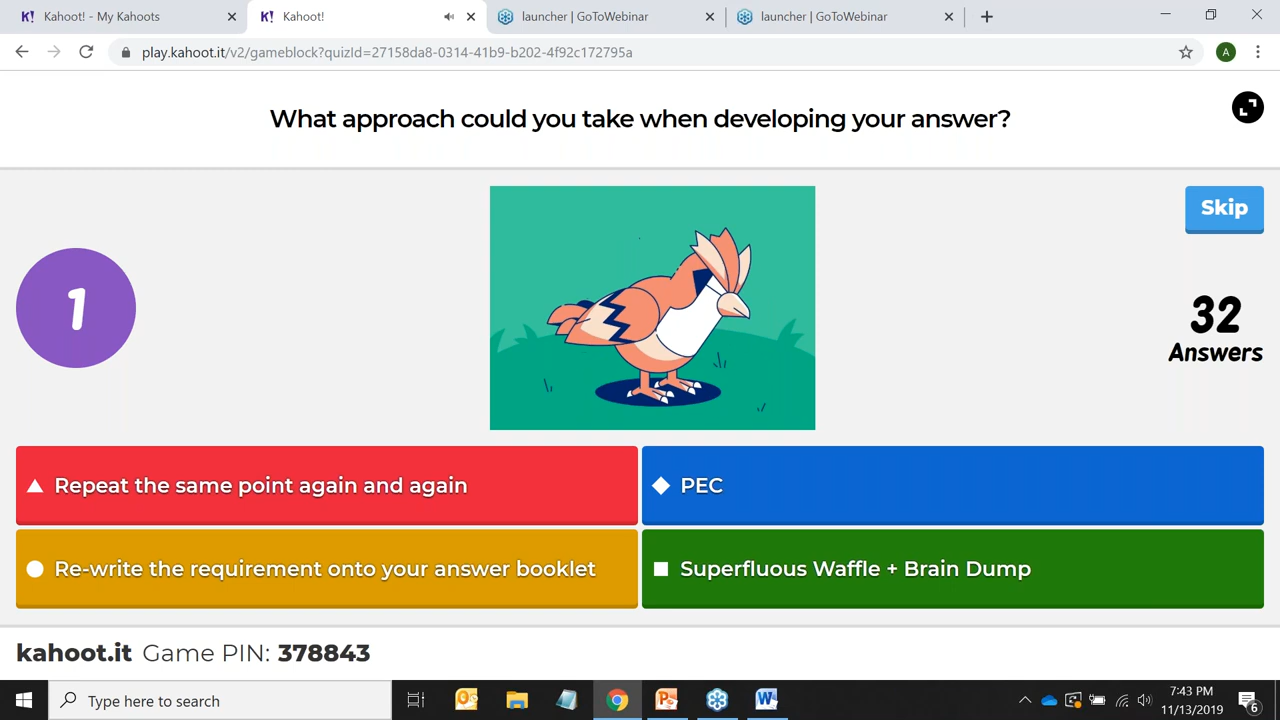 K! Kahoot! - My Kahoots
K! Kahoot!
launcher | GoToWebinar
launcher | GoToWebinar
play.kahoot.it/v2/gameblock?quizId=27158da8-0314-41b9-b202-4f92c172795a
A
What approach could you take when developing your answer?
Skip
1
32
Answers
Repeat the same point again and again
PEC
Re-write the requirement onto your answer booklet
Superfluous Waffle + Brain Dump
kahoot.it Game PIN: 378843
Type here to search
7:43 PM
11/13/2019
6